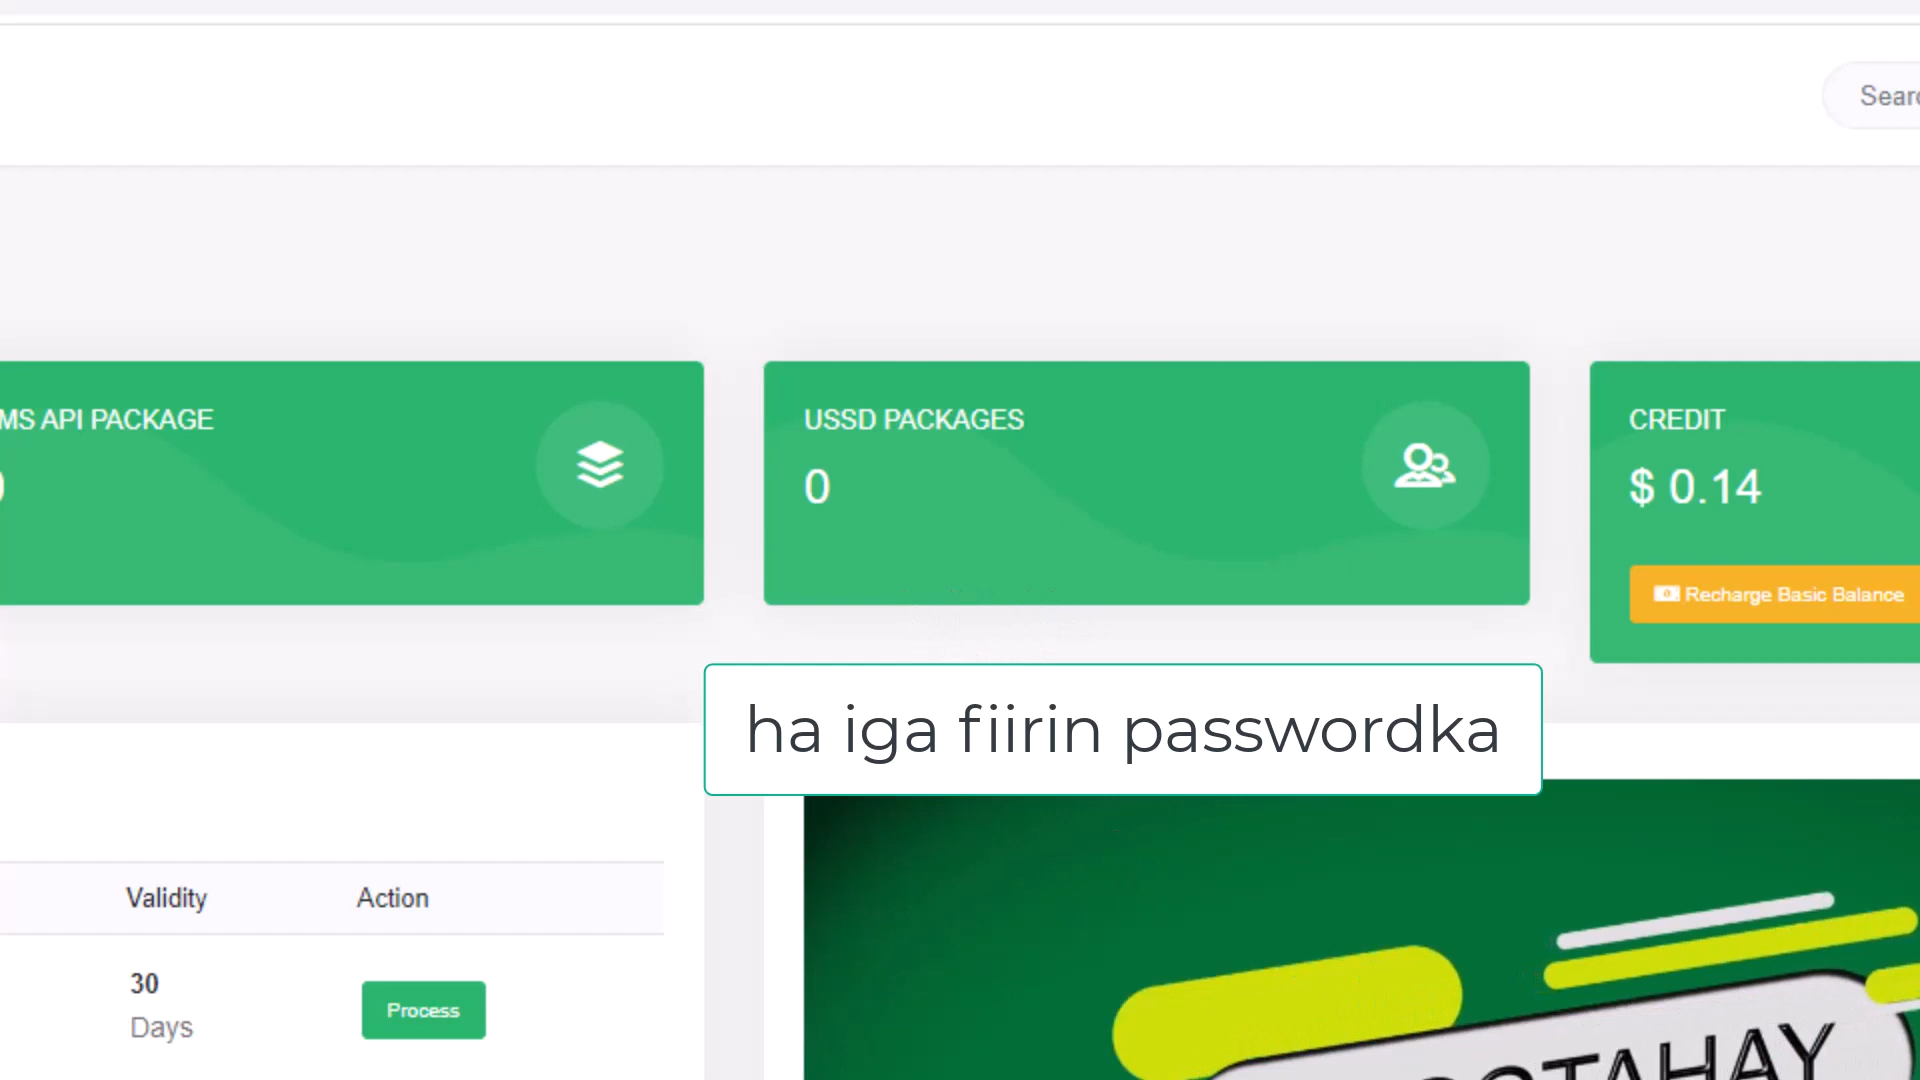 Searc
MS API PACKAGE
USSD PACKAGES
0
CREDIT
$ 0.14
Recharge Basic Balance
ha iga fiirin passwordka
Validity
Action
30
Days
Process
OTAHAY